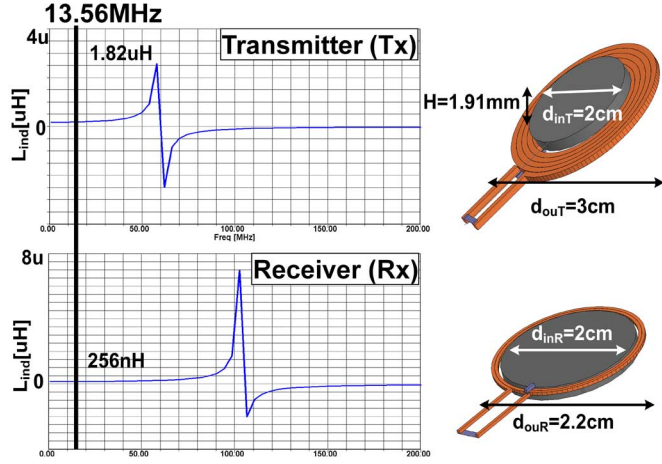 13.56MHz
4u
1.82uH
Transmitter (Tx)
L_ind[uH]
0
0.00 50.00 100.00 150.00 200.00
Freq [MHz]
H=1.91mm
d_inT=2cm
d_ouT=3cm
8u
Receiver (Rx)
L_ind[uH]
256nH
0
0.00 50.00 100.00 150.00 200.00
d_inR=2cm
d_ouR=2.2cm